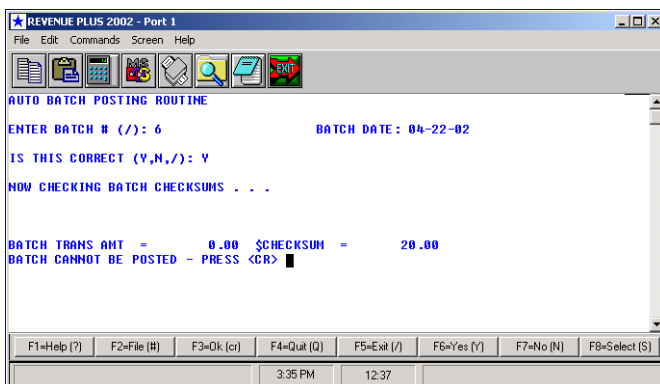 REVENUE PLUS 2002 - Port 1
File Edit Commands Screen Help
EXIT
AUTO BATCH POSTING ROUTINE
ENTER BATCH # (/): 6 BATCH DATE: 04-22-02
IS THIS CORRECT (Y,N,/): Y
NOW CHECKING BATCH CHECKSUMS . . .
BATCH TRANS AMT = 0.00 $CHECKSUM = 20.00
BATCH CANNOT BE POSTED - PRESS <CR>
F1=Help (?) F2=File (#) F3=Ok (cr) F4=Quit (Q) F5=Exit (/) F6=Yes (Y) F7=No (N) F8=Select (S)
3:35 PM 12:37